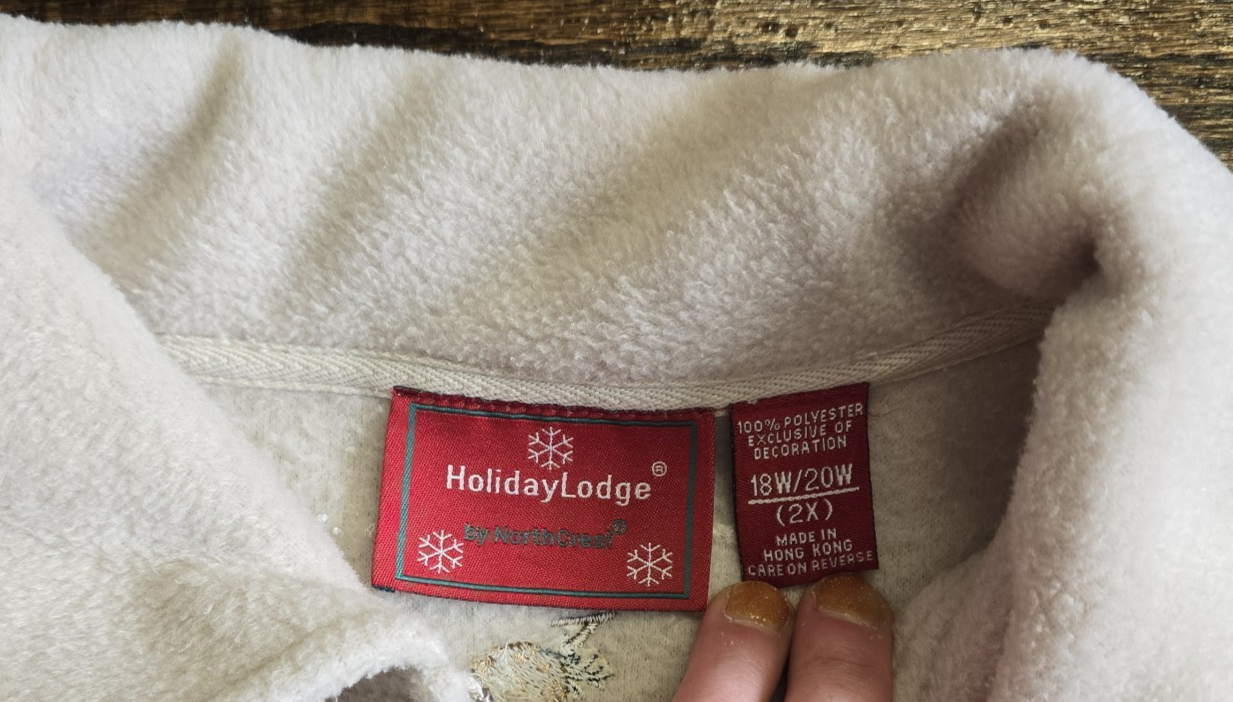 HolidayLodge®
by NorthCrest®
100% POLYESTER
EXCLUSIVE OF
DECORATION
18W/20W
(2X)
MADE IN
HONG KONG
CARE ON REVERSE